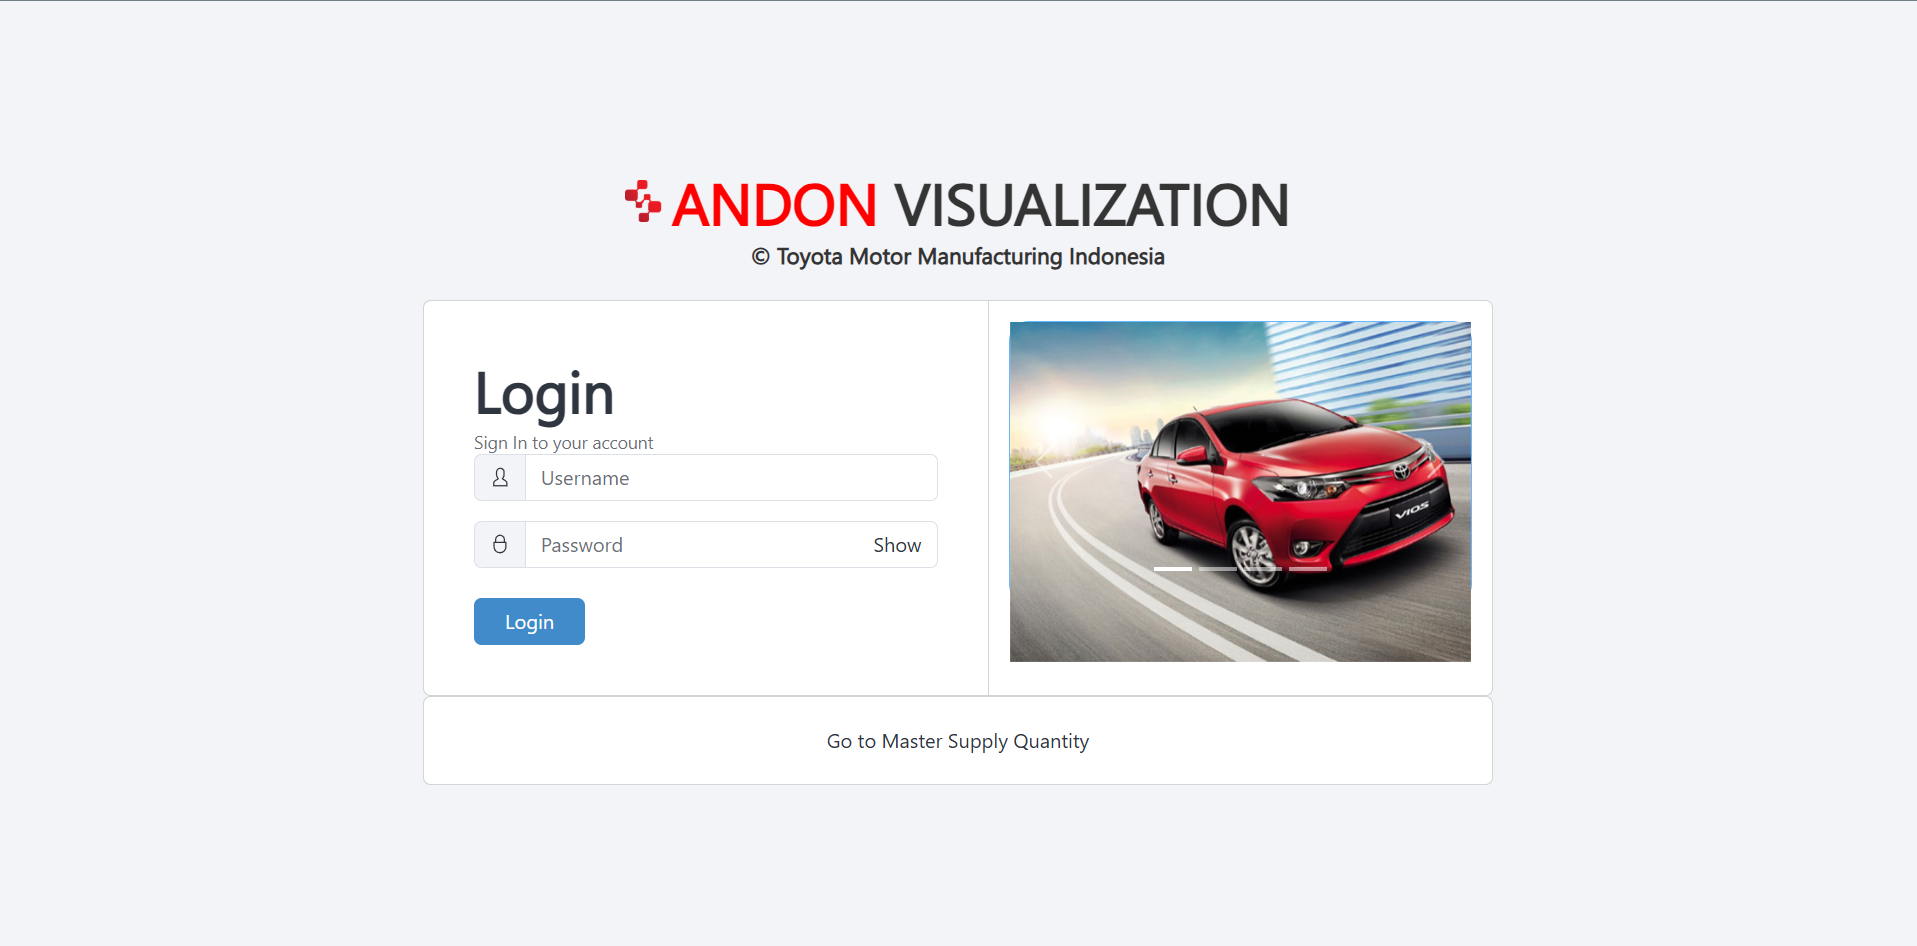 ANDON VISUALIZATION
© Toyota Motor Manufacturing Indonesia
Login
Sign In to your account
Username
Password Show
Login
VIOS
Go to Master Supply Quantity